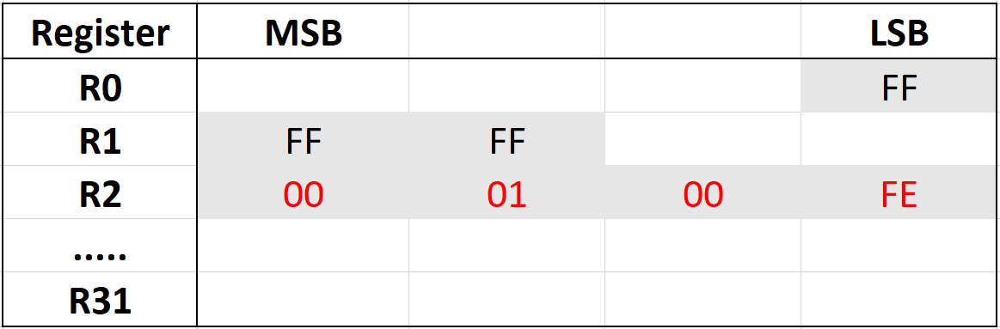 Register MSB LSB
R0 FF
R1 FF FF
R2 00 01 00 FE
.....
R31